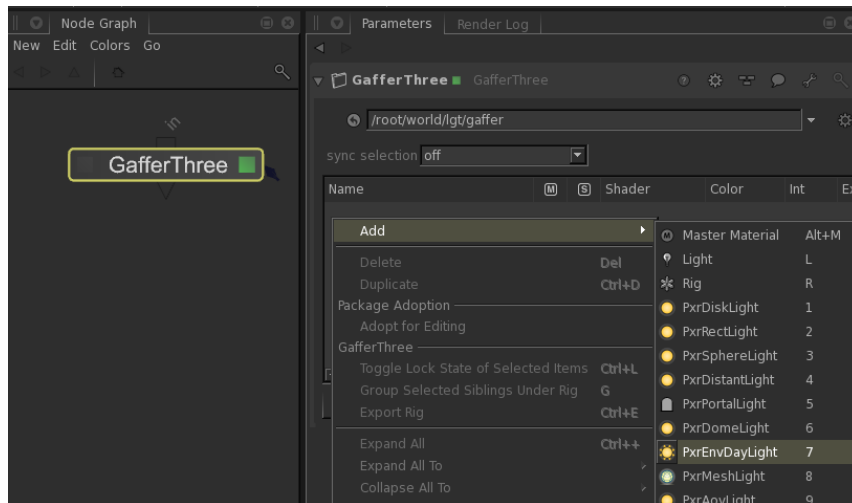 Node Graph
New Edit Colors Go
in
GafferThree
Parameters Render Log
GafferThree GafferThree
/root/world/lgt/gaffer
sync selection off
Name M S Shader Color Int
Add
Delete Del
Duplicate Ctrl+D
Package Adoption
Adopt for Editing
GafferThree
Toggle Lock State of Selected Items Ctrl+L
Group Selected Siblings Under Rig G
Export Rig Ctrl+E
Expand All Ctrl++
Expand All To
Collapse All To
Master Material Alt+M
Light L
Rig R
PxrDiskLight 1
PxrRectLight 2
PxrSphereLight 3
PxrDistantLight 4
PxrPortalLight 5
PxrDomeLight 6
PxrEnvDayLight 7
PxrMeshLight 8
PxrAovLight 9